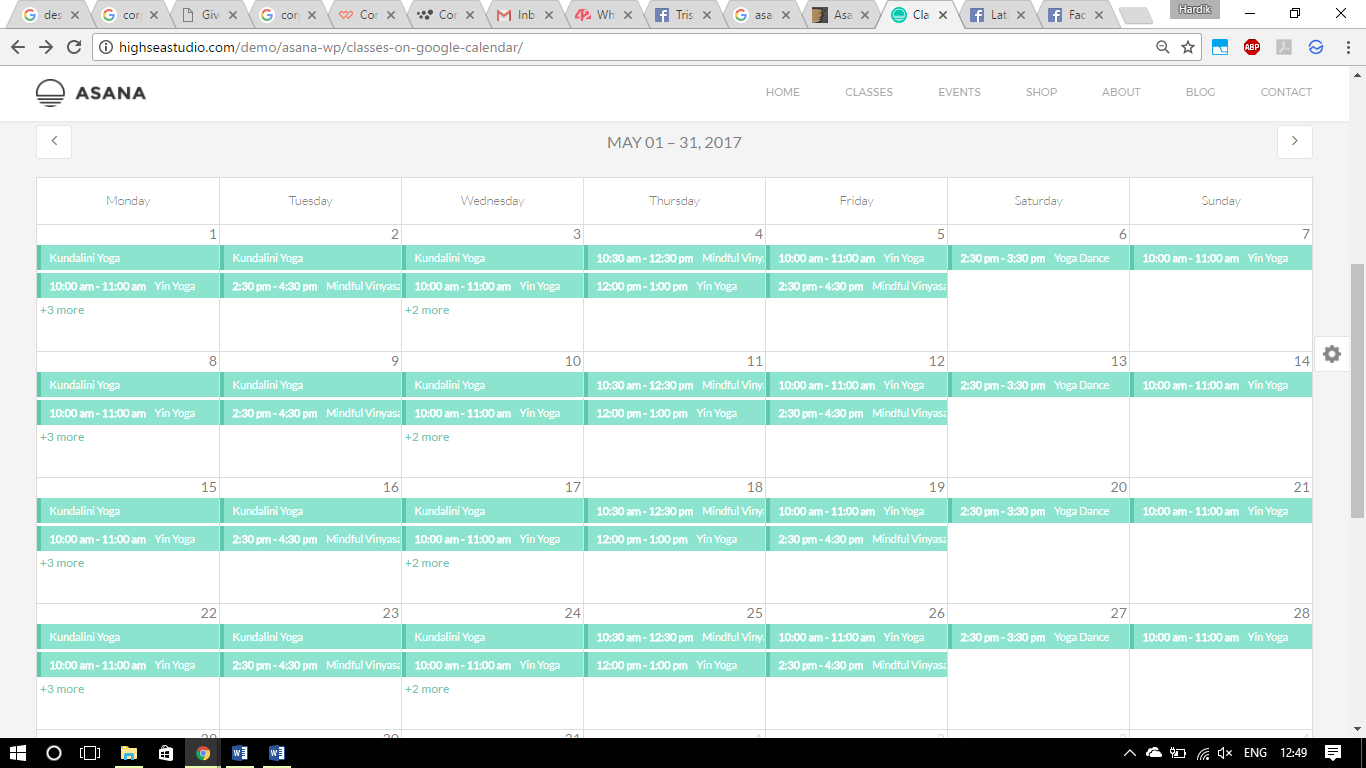 des cor Give cor Cor Cor Inb Wh Tris asa Asa Cla Lat Fac Hardik
highseastudio.com/demo/asana-wp/classes-on-google-calendar/ ABP
ASANA HOME CLASSES EVENTS SHOP ABOUT BLOG CONTACT
MAY 01 – 31, 2017
Monday Tuesday Wednesday Thursday Friday Saturday Sunday
1 2 3 4 5 6 7
Kundalini Yoga Kundalini Yoga Kundalini Yoga 10:30 am - 12:30 pm Mindful Viny 10:00 am - 11:00 am Yin Yoga 2:30 pm - 3:30 pm Yoga Dance 10:00 am - 11:00 am Yin Yoga
10:00 am - 11:00 am Yin Yoga 2:30 pm - 4:30 pm Mindful Vinyasa 10:00 am - 11:00 am Yin Yoga 12:00 pm - 1:00 pm Yin Yoga 2:30 pm - 4:30 pm Mindful Vinyasa
+3 more +2 more
8 9 10 11 12 13 14
Kundalini Yoga Kundalini Yoga Kundalini Yoga 10:30 am - 12:30 pm Mindful Viny 10:00 am - 11:00 am Yin Yoga 2:30 pm - 3:30 pm Yoga Dance 10:00 am - 11:00 am Yin Yoga
10:00 am - 11:00 am Yin Yoga 2:30 pm - 4:30 pm Mindful Vinyasa 10:00 am - 11:00 am Yin Yoga 12:00 pm - 1:00 pm Yin Yoga 2:30 pm - 4:30 pm Mindful Vinyasa
+3 more +2 more
15 16 17 18 19 20 21
Kundalini Yoga Kundalini Yoga Kundalini Yoga 10:30 am - 12:30 pm Mindful Viny 10:00 am - 11:00 am Yin Yoga 2:30 pm - 3:30 pm Yoga Dance 10:00 am - 11:00 am Yin Yoga
10:00 am - 11:00 am Yin Yoga 2:30 pm - 4:30 pm Mindful Vinyasa 10:00 am - 11:00 am Yin Yoga 12:00 pm - 1:00 pm Yin Yoga 2:30 pm - 4:30 pm Mindful Vinyasa
+3 more +2 more
22 23 24 25 26 27 28
Kundalini Yoga Kundalini Yoga Kundalini Yoga 10:30 am - 12:30 pm Mindful Viny 10:00 am - 11:00 am Yin Yoga 2:30 pm - 3:30 pm Yoga Dance 10:00 am - 11:00 am Yin Yoga
10:00 am - 11:00 am Yin Yoga 2:30 pm - 4:30 pm Mindful Vinyasa 10:00 am - 11:00 am Yin Yoga 12:00 pm - 1:00 pm Yin Yoga 2:30 pm - 4:30 pm Mindful Vinyasa
+3 more +2 more
29 30 31
ENG 12:49